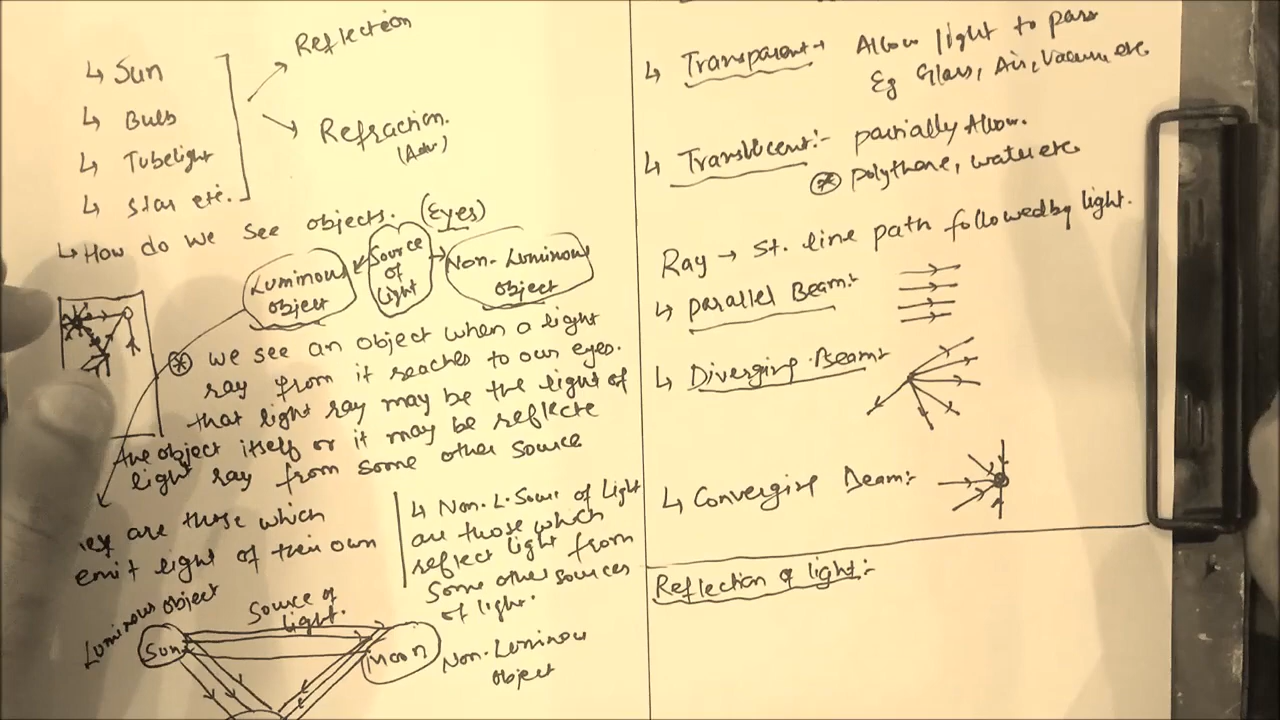 ↳ Sun
↳ Bulb
↳ Tubelight
↳ Star etc.
Reflection
Refraction.
(Adv)
↳ How do we see objects. (Eyes)
Luminous
object
Source
of
light
Non-Luminous
object
* we see an object when a light
ray from it reaches to our eyes.
that light ray may be the light of
the object itself or it may be reflecte
light ray from some other source
are those which
emit light of their own
↳ Non-L. Sour of Light
are those which
reflect light from
Some other sources
of light.
Luminous object
Source of
light.
Sun
Moon
Non-Luminous
object
↳ Transparent → Allow light to pass
Eg Glass, Air, Vacuum etc
↳ Translucent:- partially Allow.
* polythane, water etc
Ray → St. line path followed by light.
↳ parallel Beam:-
↳ Diverging Beam:-
↳ Converging Beam:-
Reflection of light:-